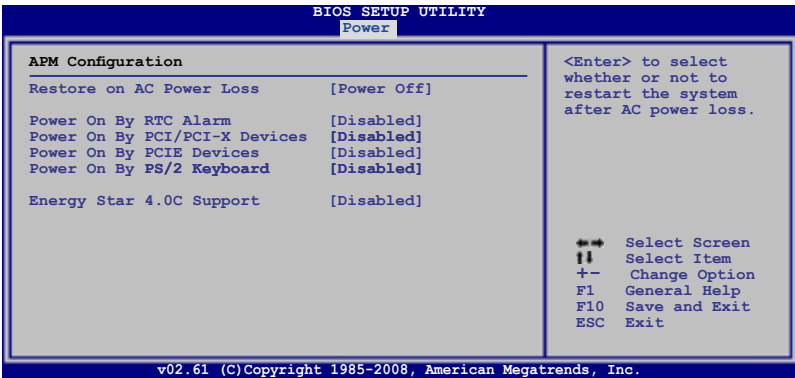 BIOS SETUP UTILITY
Power
APM Configuration
Restore on AC Power Loss [Power Off]
Power On By RTC Alarm [Disabled]
Power On By PCI/PCI-X Devices [Disabled]
Power On By PCIE Devices [Disabled]
Power On By PS/2 Keyboard [Disabled]
Energy Star 4.0C Support [Disabled]
<Enter> to select
whether or not to
restart the system
after AC power loss.
←→ Select Screen
↑↓ Select Item
+- Change Option
F1 General Help
F10 Save and Exit
ESC Exit
v02.61 (C)Copyright 1985-2008, American Megatrends, Inc.